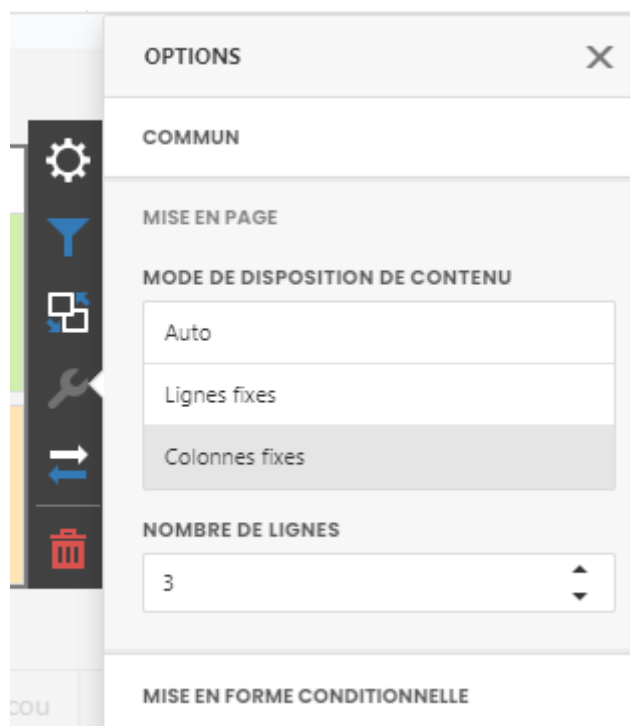 OPTIONS
COMMUN
MISE EN PAGE
MODE DE DISPOSITION DE CONTENU
Auto
Lignes fixes
Colonnes fixes
NOMBRE DE LIGNES
3
MISE EN FORME CONDITIONNELLE
cou